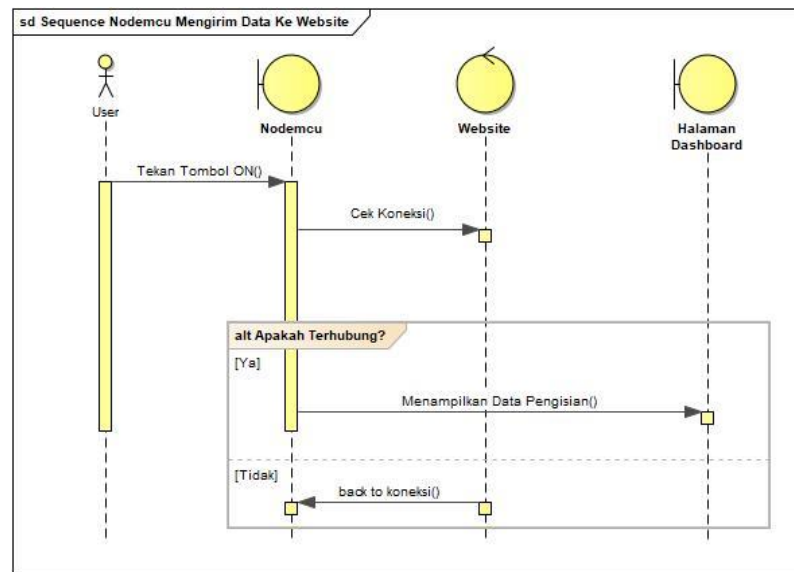 sd Sequence Nodemcu Mengirim Data Ke Website
User
Nodemcu
Website
Halaman
Dashboard
Tekan Tombol ON()
Cek Koneksi()
alt Apakah Terhubung?
[Ya]
Menampilkan Data Pengisian()
[Tidak]
back to koneksi()